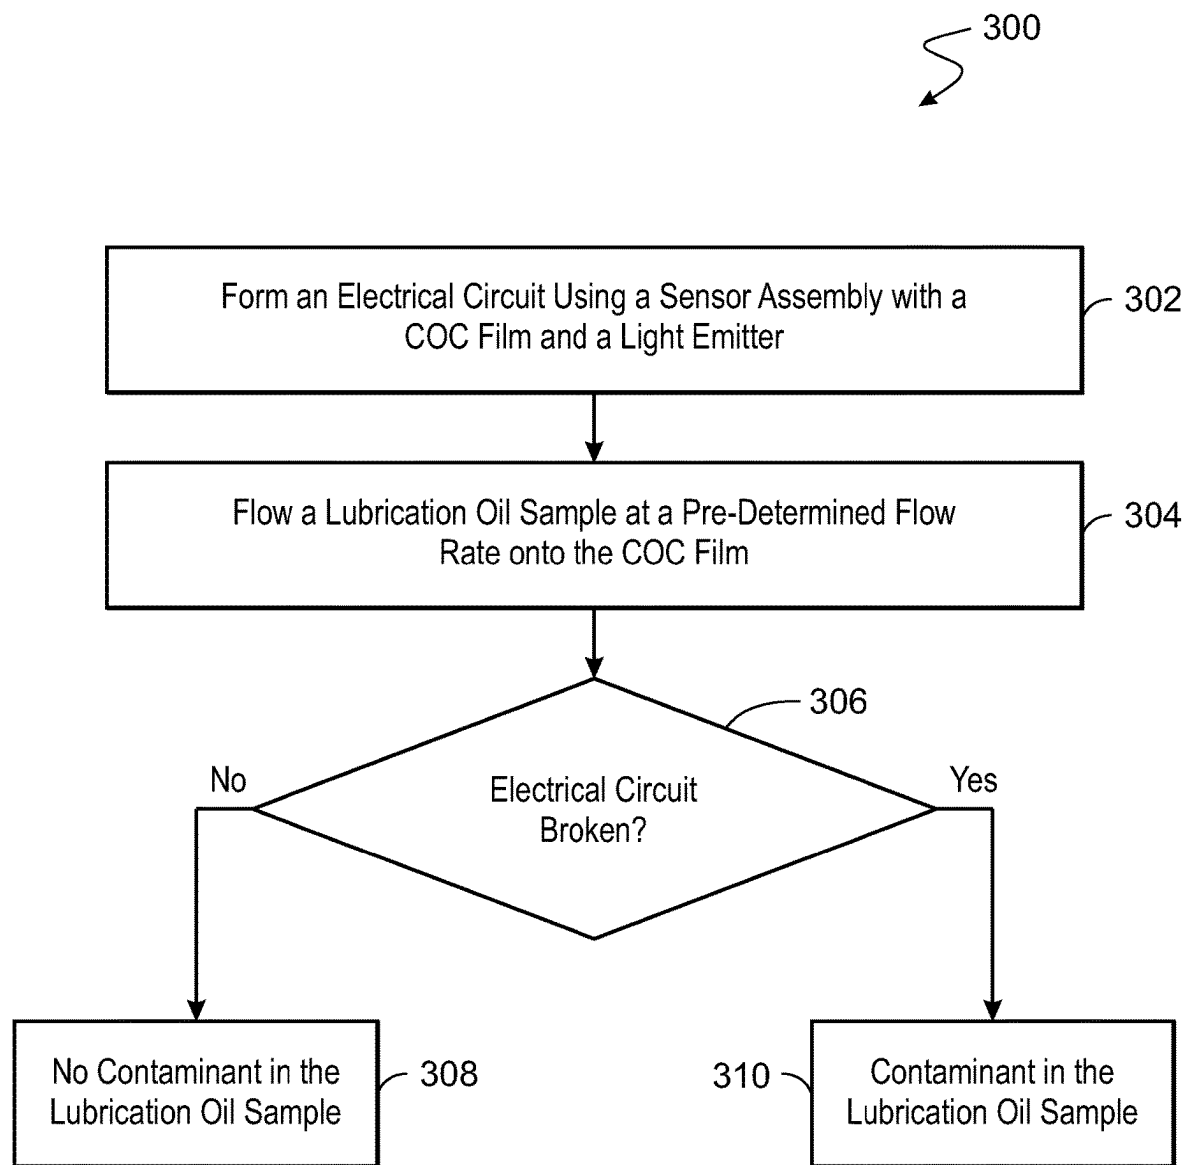 300
Form an Electrical Circuit Using a Sensor Assembly with a
COC Film and a Light Emitter
302
Flow a Lubrication Oil Sample at a Pre-Determined Flow
Rate onto the COC Film
304
306
No
Yes
Electrical Circuit
Broken?
No Contaminant in the
Lubrication Oil Sample
308
310
Contaminant in the
Lubrication Oil Sample